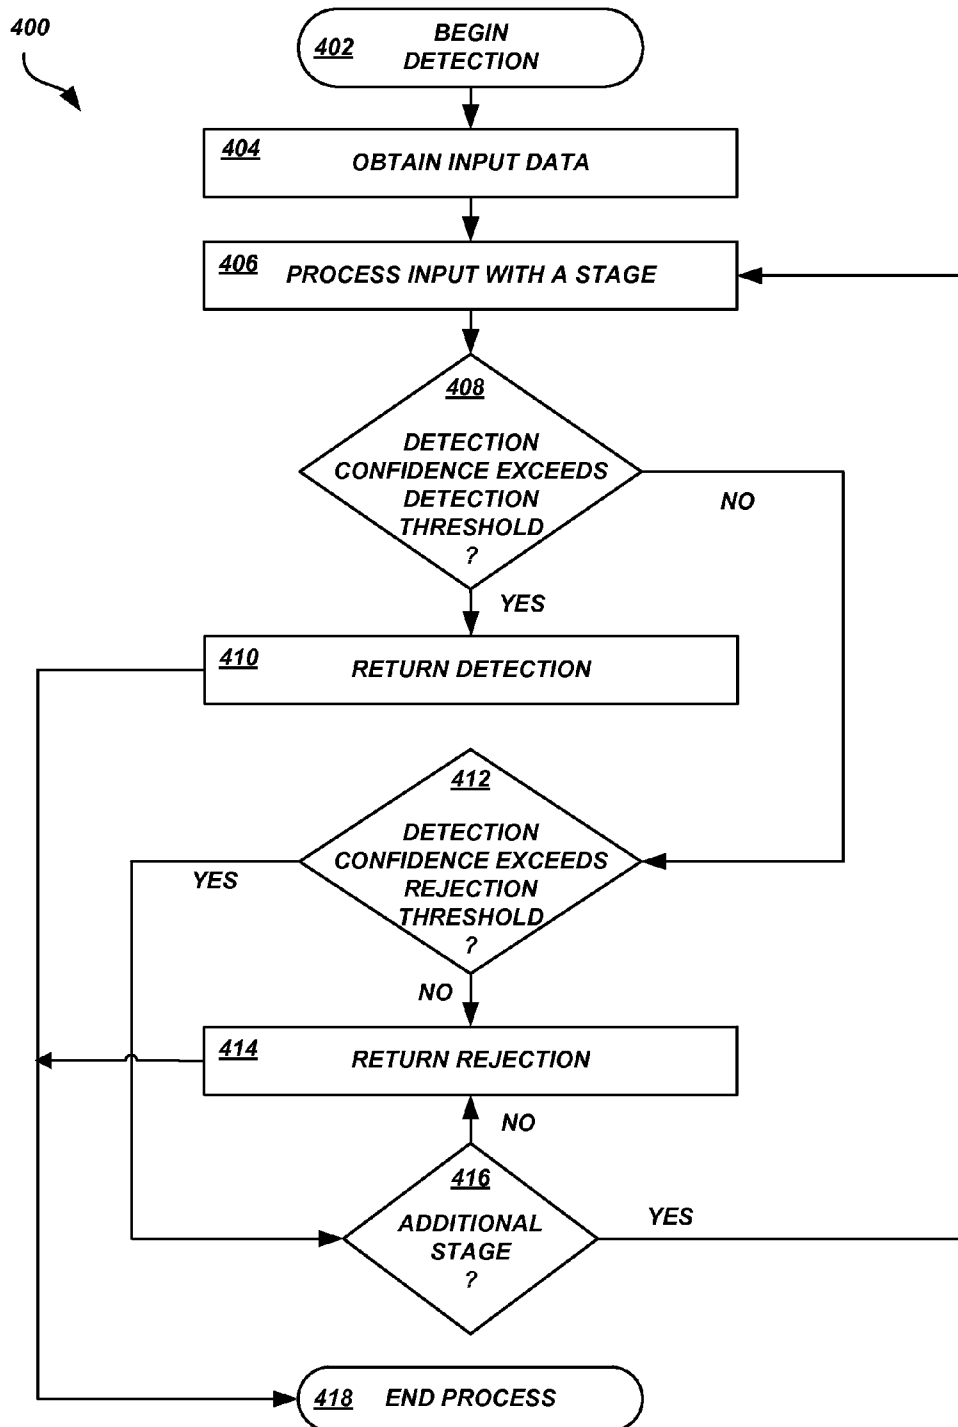 400
402
BEGIN
DETECTION
404
OBTAIN INPUT DATA
406
PROCESS INPUT WITH A STAGE
408
DETECTION
CONFIDENCE EXCEEDS
DETECTION
THRESHOLD
?
NO
YES
410
RETURN DETECTION
412
DETECTION
CONFIDENCE EXCEEDS
REJECTION
THRESHOLD
?
YES
NO
414
RETURN REJECTION
NO
416
ADDITIONAL
STAGE
?
YES
418
END PROCESS